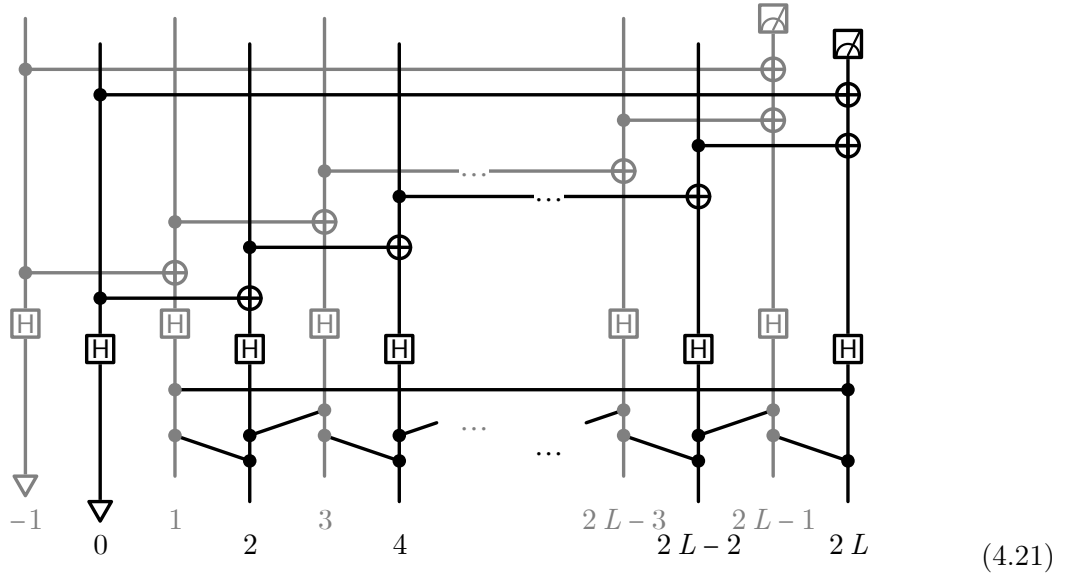 H H H H H
H H H H H
... ...
... ...
−1 1 3 2 L − 3 2 L − 1
0 2 4 2 L − 2 2 L
(4.21)